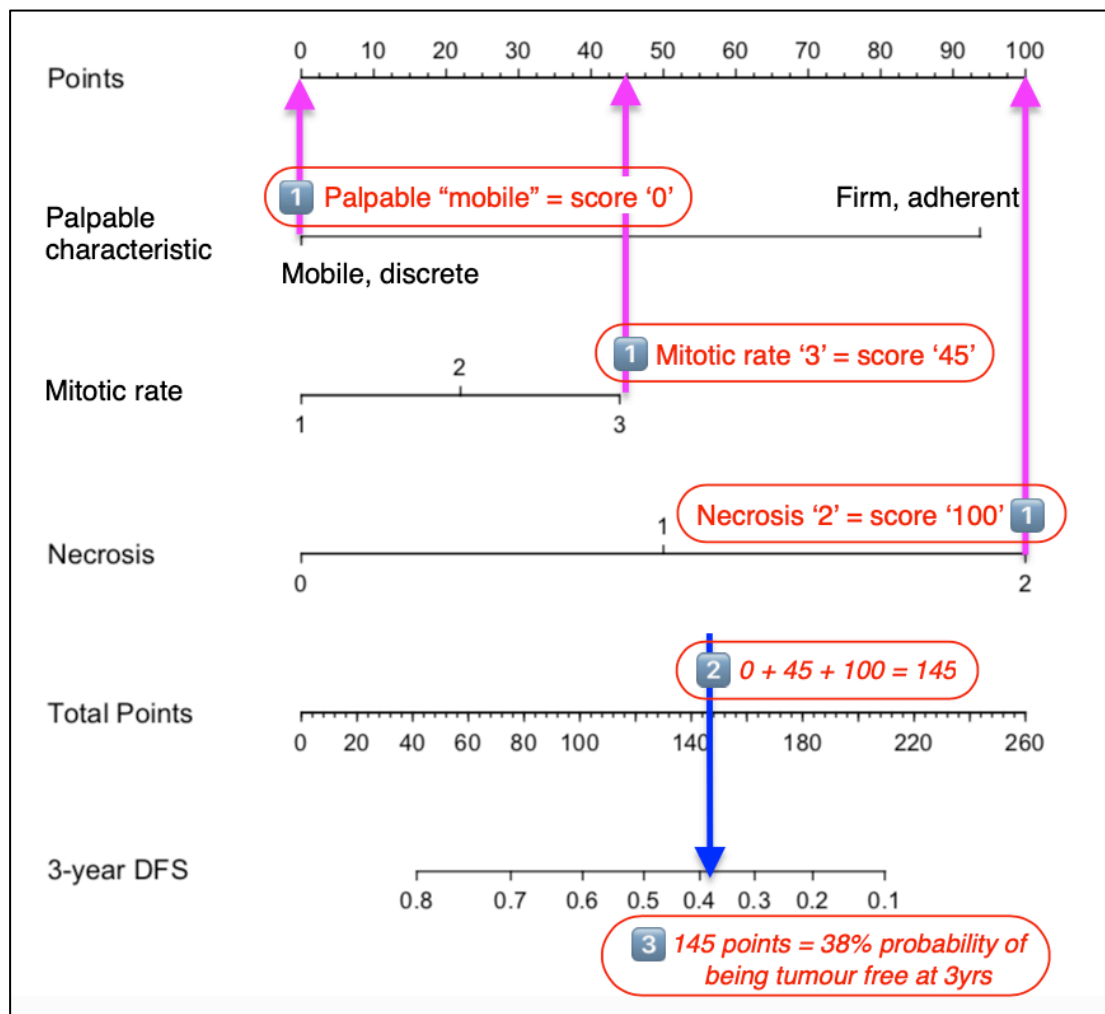 0 10 20 30 40 50 60 70 80 90 100
Points
1 Palpable “mobile” = score ‘0’
Firm, adherent
Palpable
characteristic
Mobile, discrete
1 Mitotic rate ‘3’ = score ‘45’
2
Mitotic rate
1 3
Necrosis ‘2’ = score ‘100’ 1
1
Necrosis
0 2
2 0 + 45 + 100 = 145
Total Points
0 20 40 60 80 100 140 180 220 260
3-year DFS
0.8 0.7 0.6 0.5 0.4 0.3 0.2 0.1
3 145 points = 38% probability of
being tumour free at 3yrs